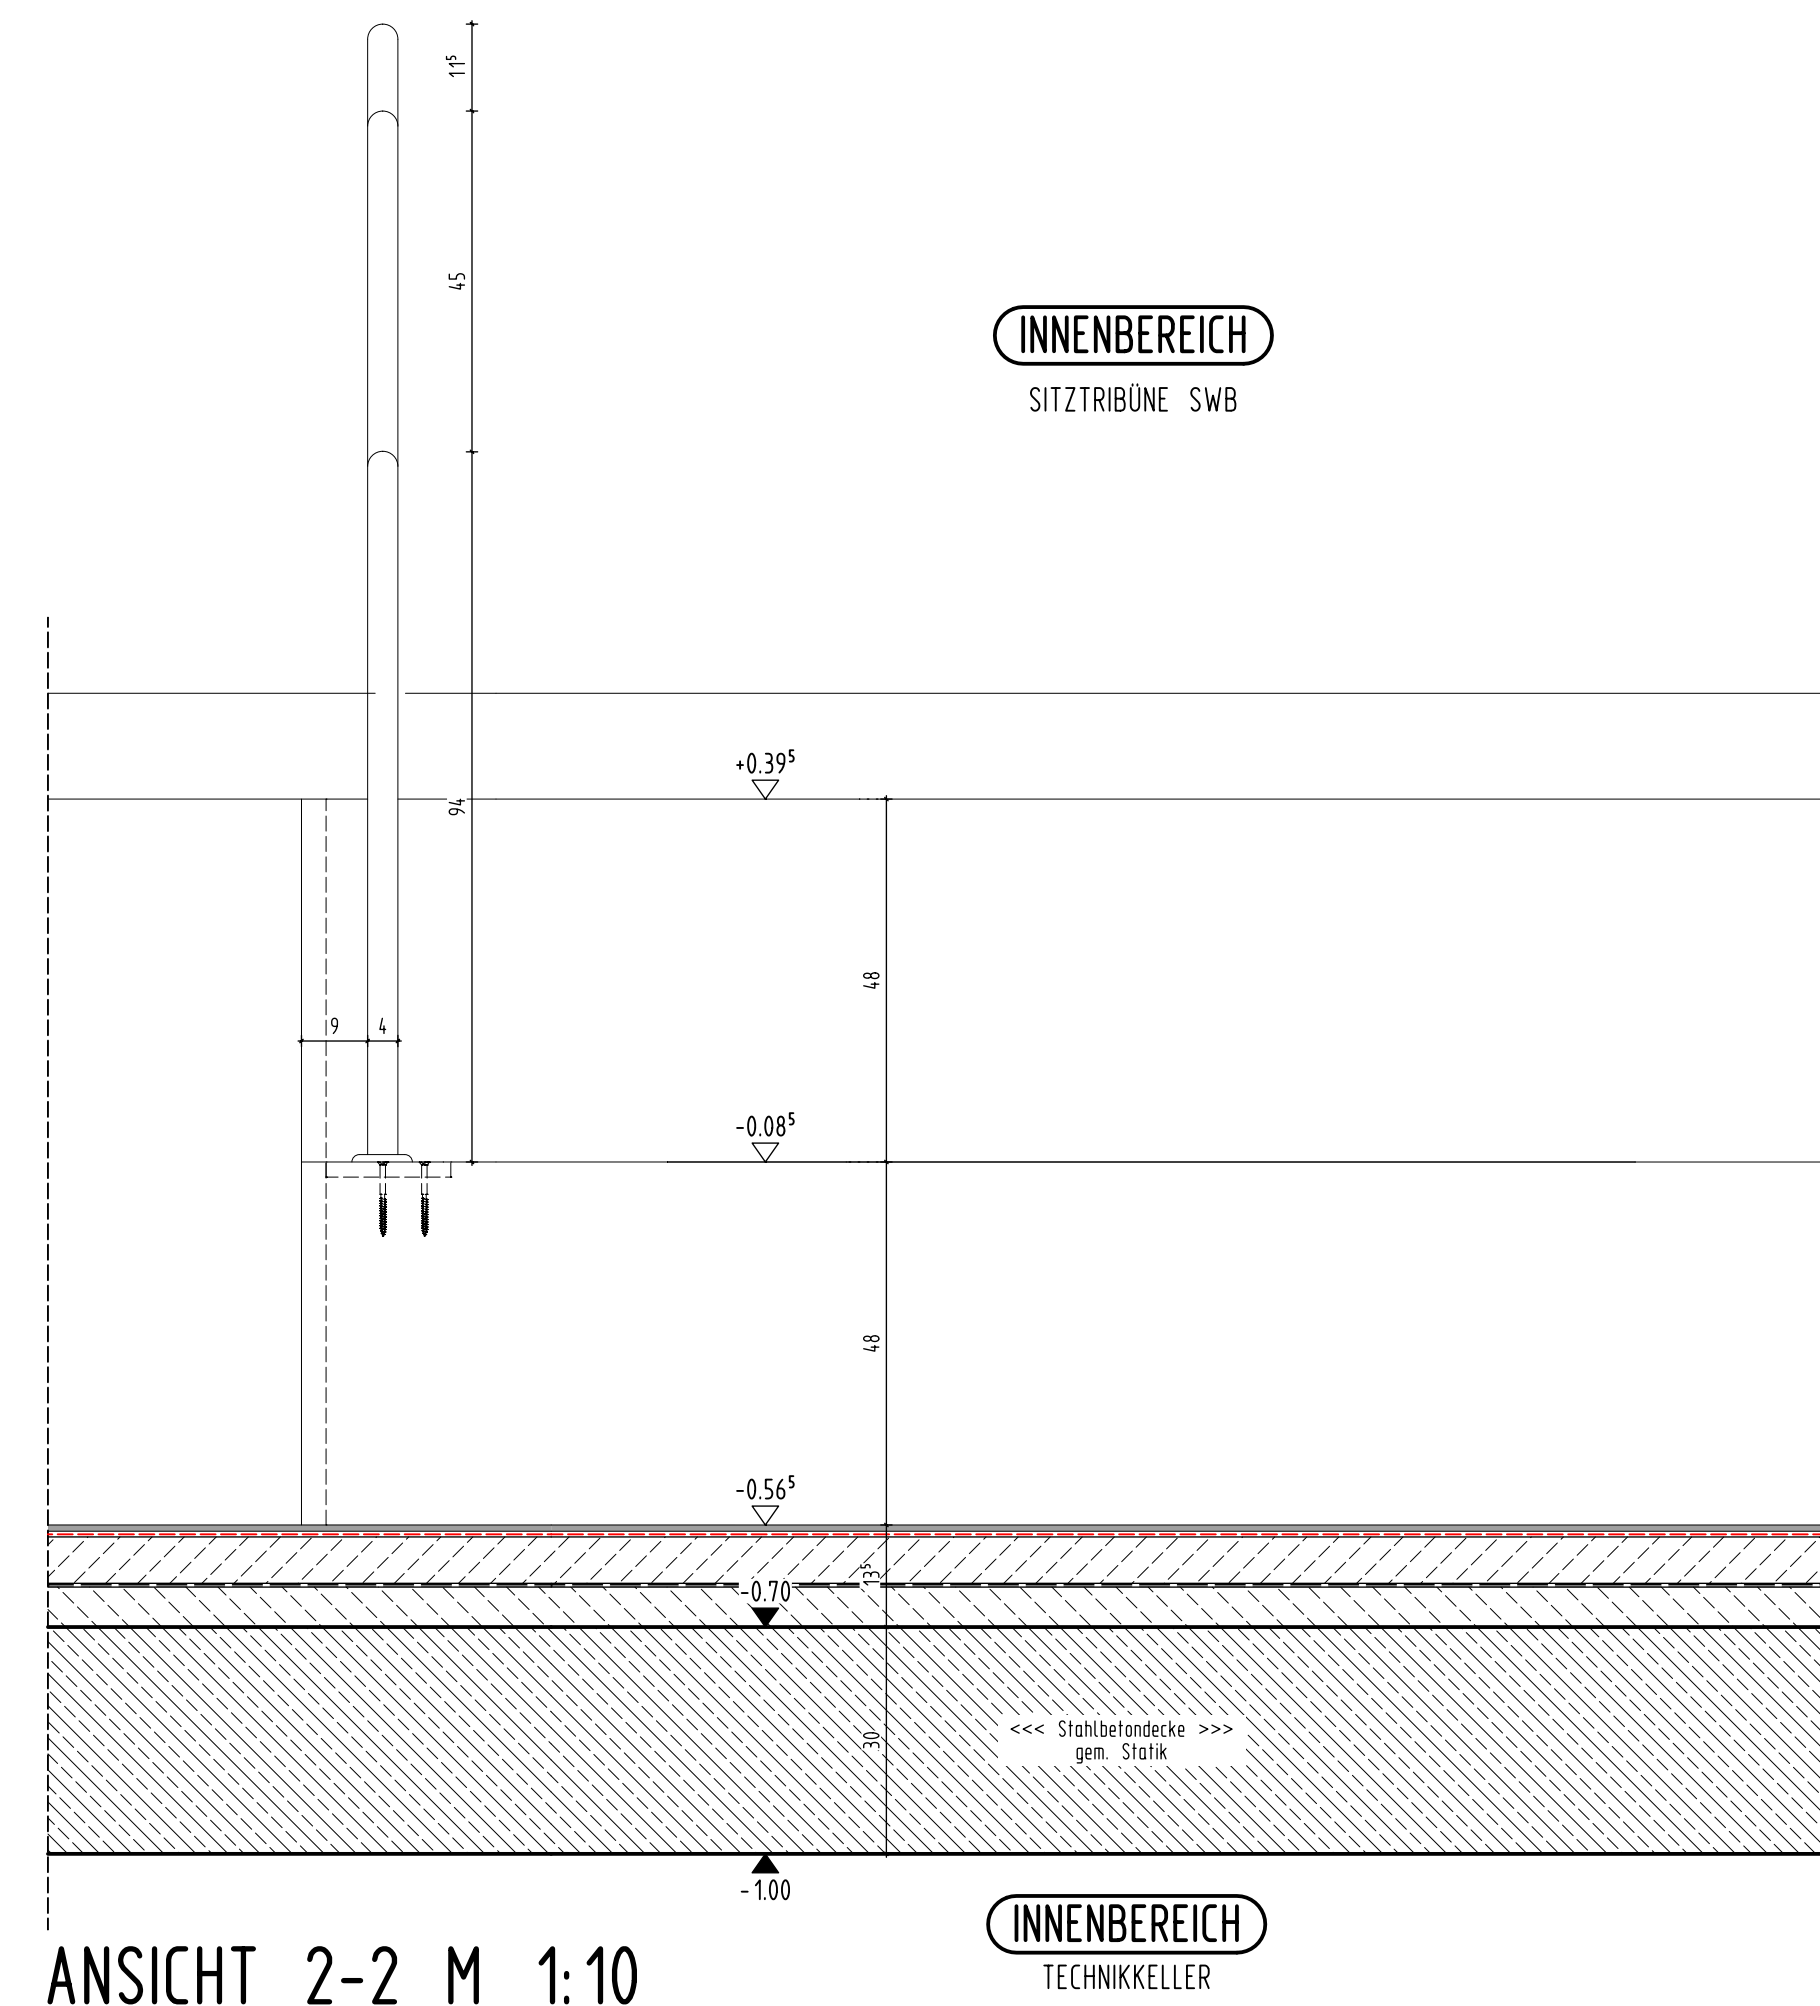 11⁵
45
INNENBEREICH
SITZTRIBÜNE SWB
+0.39⁵
94
48
9 4
-0.08⁵
48
-0.56⁵
13⁵
-0.70
<<< Stahlbetondecke >>>
gem. Statik
30
-1.00
INNENBEREICH
TECHNIKKELLER
ANSICHT 2-2 M 1:10